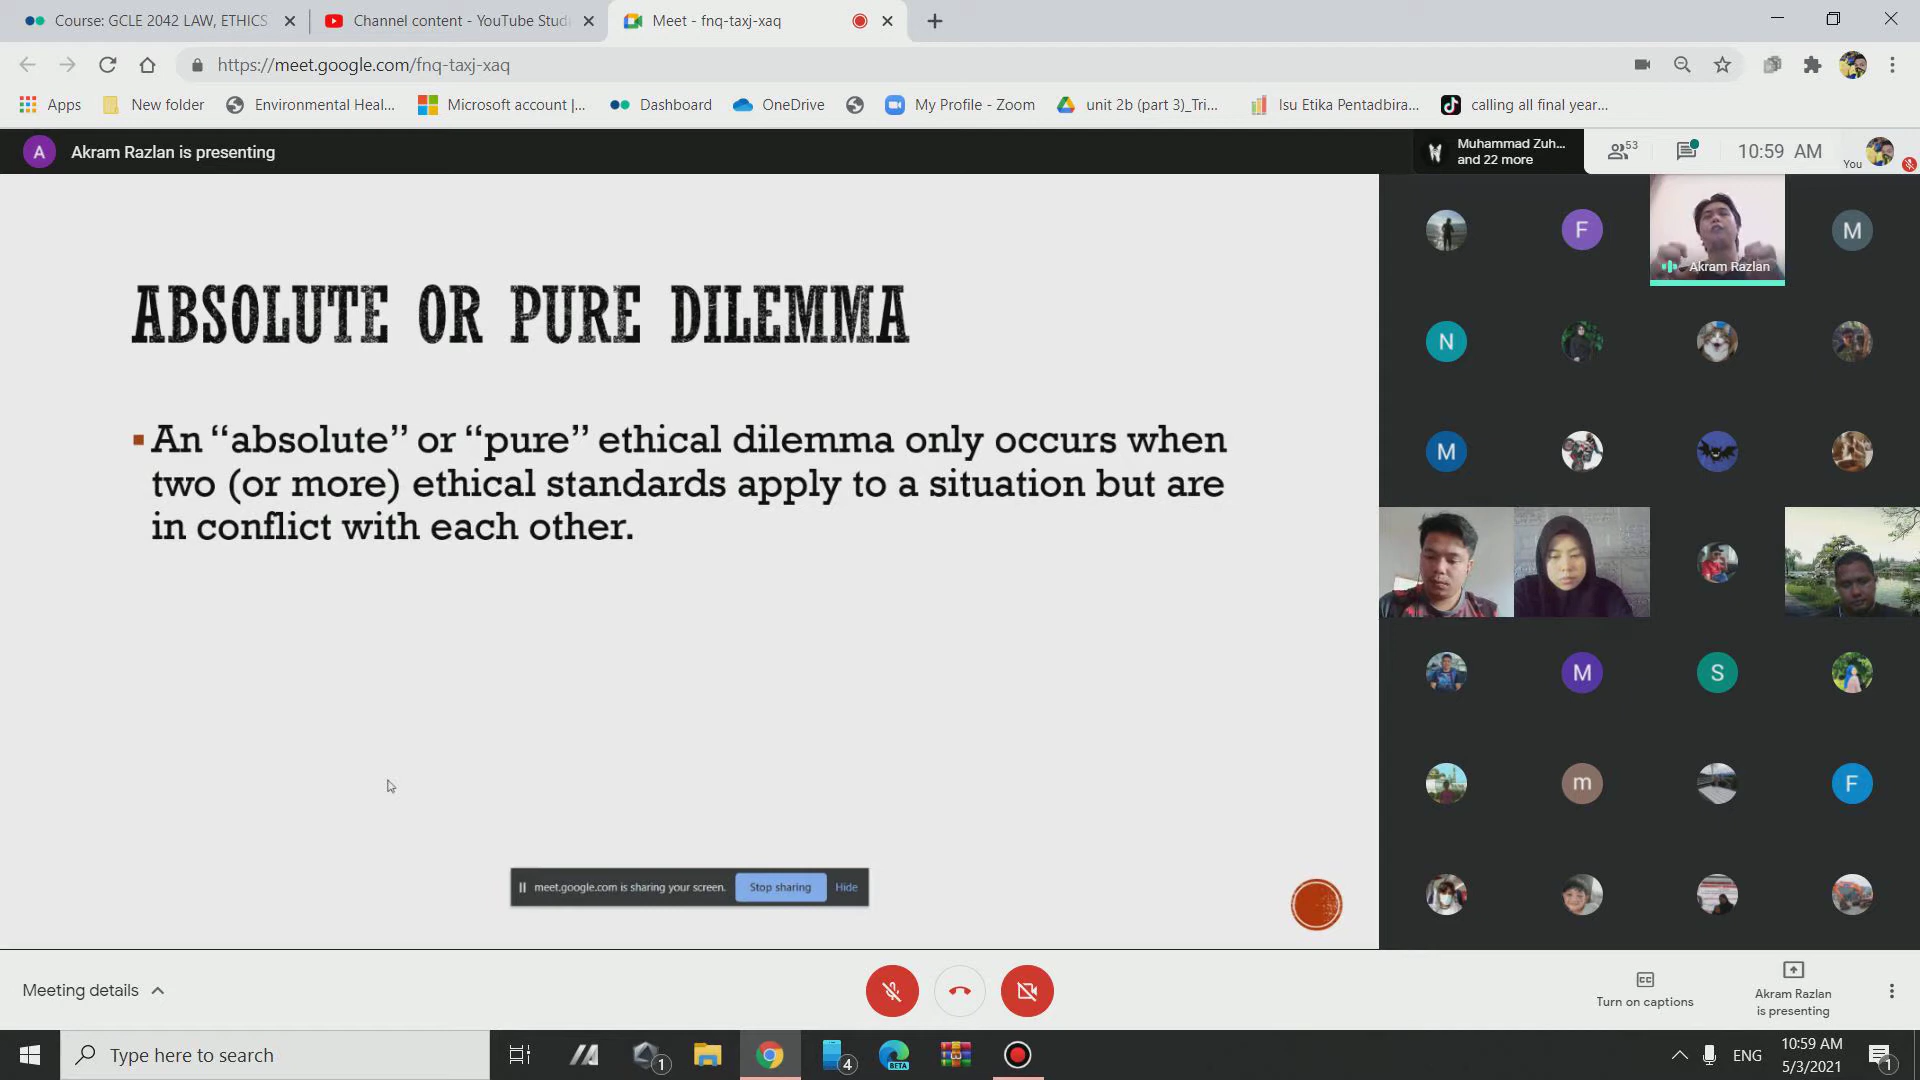 Course: GCLE 2042 LAW, ETHICS
Channel content - YouTube Stud
Meet - fnq-taxj-xaq
https://meet.google.com/fnq-taxj-xaq
Apps
New folder
Environmental Heal...
Microsoft account |...
Dashboard
OneDrive
My Profile - Zoom
unit 2b (part 3)_Tri...
Isu Etika Pentadbira...
calling all final year...
A
Akram Razlan is presenting
Muhammad Zuh...
and 22 more
53
10:59 AM
You
F
Akram Razlan
M
N
M
M
S
m
F
ABSOLUTE OR PURE DILEMMA
An “absolute” or “pure” ethical dilemma only occurs when
two (or more) ethical standards apply to a situation but are
in conflict with each other.
meet.google.com is sharing your screen.
Stop sharing
Hide
Meeting details
Turn on captions
Akram Razlan
is presenting
Type here to search
1
4
BETA
ENG
10:59 AM
5/3/2021
1